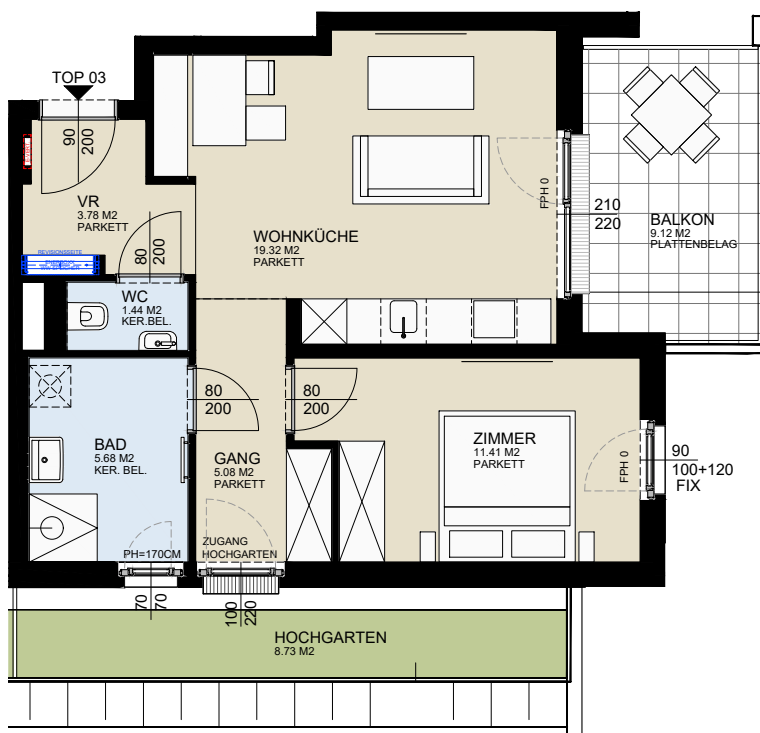 TOP 03
90
200
VR
3.78 M2
PARKETT
REVISIONSSEITE
80
200
WOHNKÜCHE
19.32 M2
PARKETT
FPH 0
210
220
BALKON
9.12 M2
PLATTENBELAG
WC
1.44 M2
KER.BEL.
80
200
80
200
BAD
5.68 M2
KER. BEL.
GANG
5.08 M2
PARKETT
ZIMMER
11.41 M2
PARKETT
FPH 0
90
100+120
FIX
PH=170CM
ZUGANG
HOCHGARTEN
70
70
100
220
HOCHGARTEN
8.73 M2